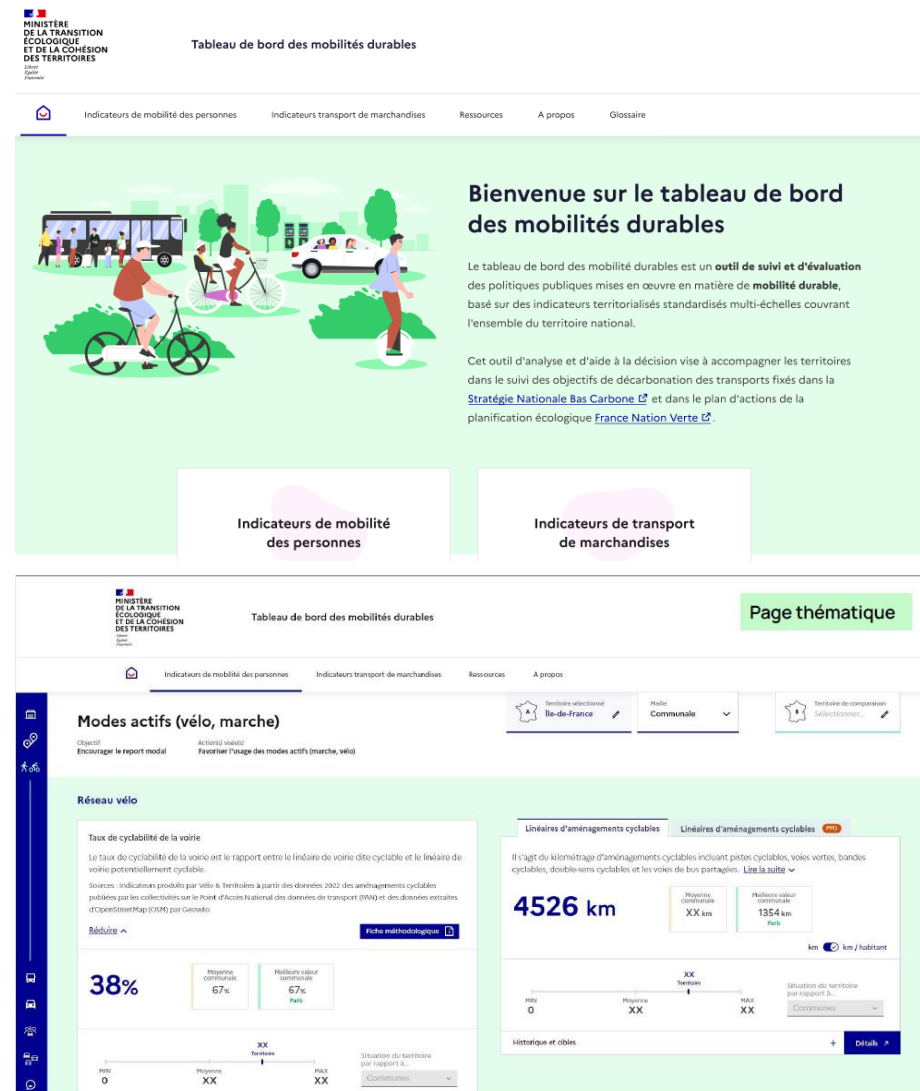 MINISTÈRE
DE LA TRANSITION
ÉCOLOGIQUE
ET DE LA COHÉSION
DES TERRITOIRES
Liberté
Égalité
Fraternité
Tableau de bord des mobilités durables
Indicateurs de mobilité des personnes
Indicateurs transport de marchandises
Ressources
A propos
Glossaire
Bienvenue sur le tableau de bord
des mobilités durables
Le tableau de bord des mobilité durables est un outil de suivi et d'évaluation
des politiques publiques mises en œuvre en matière de mobilité durable,
basé sur des indicateurs territorialisés standardisés multi-échelles couvrant
l'ensemble du territoire national.
Cet outil d'analyse et d'aide à la décision vise à accompagner les territoires
dans le suivi des objectifs de décarbonation des transports fixés dans la
Stratégie Nationale Bas Carbone et dans le plan d'actions de la
planification écologique France Nation Verte .
Indicateurs de mobilité
des personnes
Indicateurs de transport
de marchandises
MINISTÈRE
DE LA TRANSITION
ÉCOLOGIQUE
ET DE LA COHÉSION
DES TERRITOIRES
Liberté
Égalité
Fraternité
Tableau de bord des mobilités durables
Page thématique
Indicateurs de mobilité des personnes
Indicateurs transport de marchandises
Ressources
A propos
Modes actifs (vélo, marche)
Objectif
Encourager le report modal
Action(s) visée(s)
Favoriser l'usage des modes actifs (marche, vélo)
A
Territoire sélectionné
Île-de-France
Maille
Communale
B
Territoire de comparaison
Sélectionner...
Réseau vélo
Taux de cyclabilité de la voirie
Le taux de cyclabilité de la voirie est le rapport entre le linéaire de voirie dite cyclable et le linéaire de
voirie potentiellement cyclable.
Sources : Indicateurs produits par Vélo & Territoires à partir des données 2022 des aménagements cyclables
publiées par les collectivités sur le Point d'Accès National des données de transport (PAN) et des données extraites
d'OpenStreetMap (OSM) par Geovelo.
Réduire
Fiche méthodologique
38%
Moyenne
communale
67%
Meilleure valeur
communale
67%
Paris
XX
Territoire
MIN
0
Moyenne
XX
MAX
XX
Situation du territoire
par rapport à...
Communes
Linéaires d'aménagements cyclables
Linéaires d'aménagements cyclables PPG
Il s'agit du kilométrage d'aménagements cyclables incluant pistes cyclables, voies vertes, bandes
cyclables, double-sens cyclables et les voies de bus partagées. Lire la suite
4526 km
Moyenne
communale
XX km
Meilleure valeur
communale
1354 km
Paris
km
km / habitant
XX
Territoire
MIN
0
Moyenne
XX
MAX
XX
Situation du territoire
par rapport à...
Communes
Historique et cibles
+
Détails